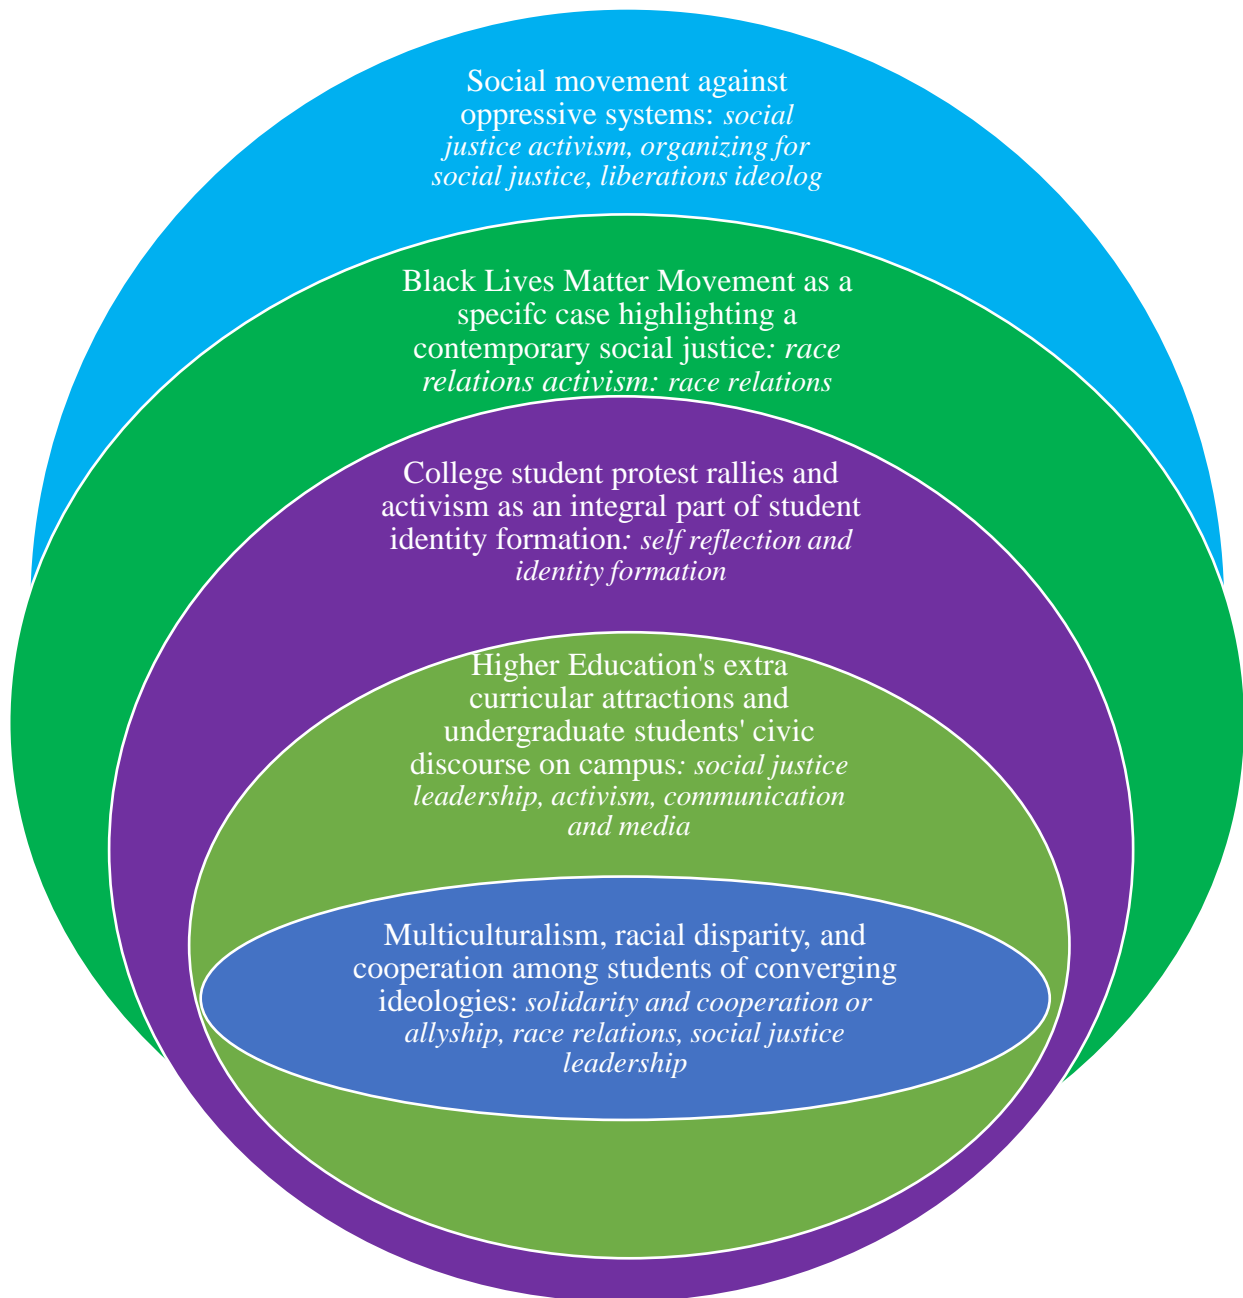 Social movement against
oppressive systems: social
justice activism, organizing for
social justice, liberations ideolog
Black Lives Matter Movement as a
specifc case highlighting a
contemporary social justice: race
relations activism: race relations
College student protest rallies and
activism as an integral part of student
identity formation: self reflection and
identity formation
Higher Education's extra
curricular attractions and
undergraduate students' civic
discourse on campus: social justice
leadership, activism, communication
and media
Multiculturalism, racial disparity, and
cooperation among students of converging
ideologies: solidarity and cooperation or
allyship, race relations, social justice
leadership